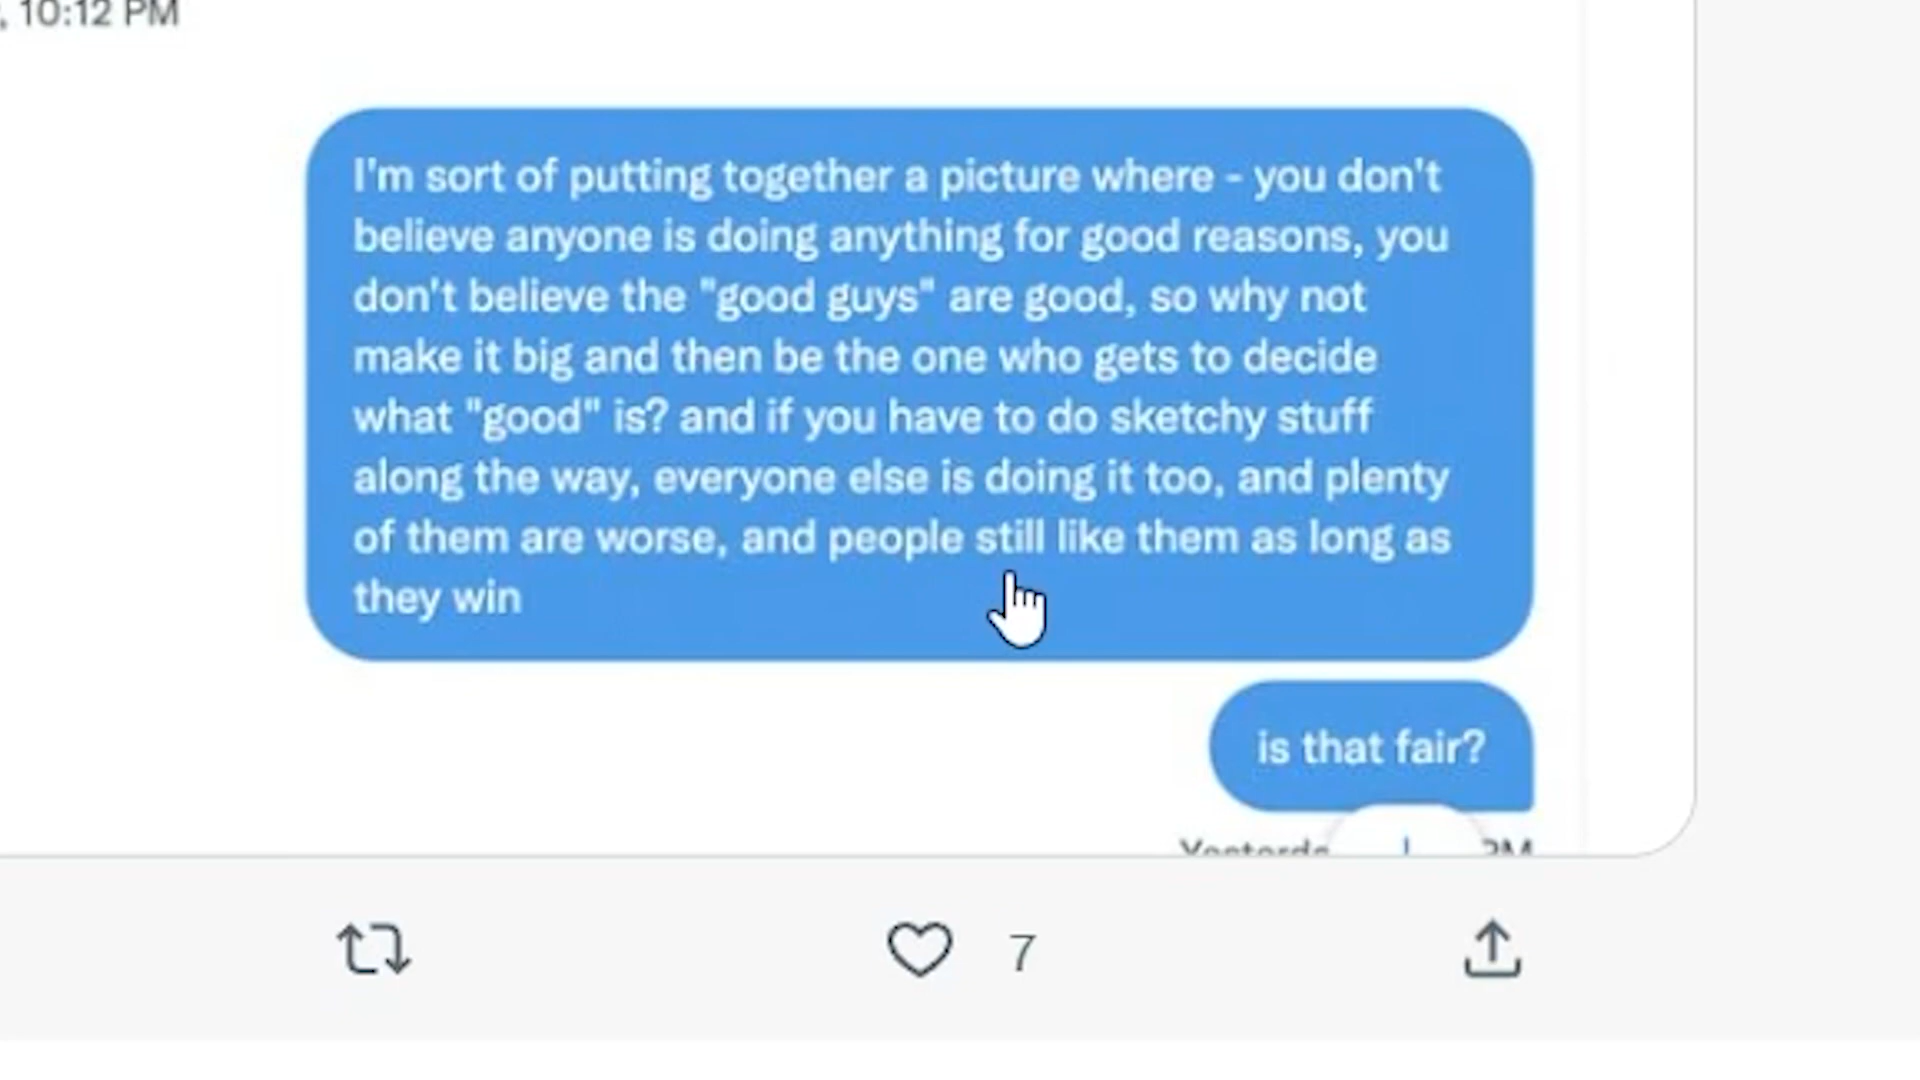 , 10:12 PM
I'm sort of putting together a picture where - you don't
believe anyone is doing anything for good reasons, you
don't believe the "good guys" are good, so why not
make it big and then be the one who gets to decide
what "good" is? and if you have to do sketchy stuff
along the way, everyone else is doing it too, and plenty
of them are worse, and people still like them as long as
they win
is that fair?
7